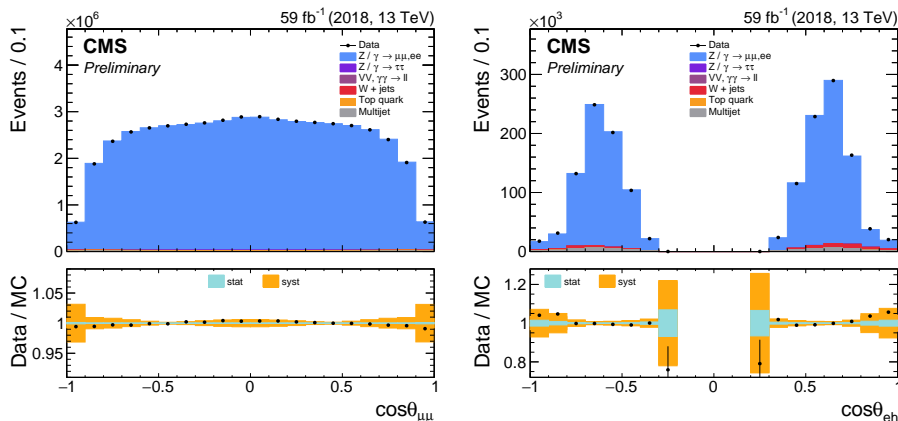 ×10⁶ 59 fb⁻¹ (2018, 13 TeV)
CMS
Preliminary
Data
Z / γ → μμ,ee
Z / γ → ττ
VV, γγ → ll
W + jets
Top quark
Multijet
Events / 0.1
4
2
0
stat syst
Data / MC
1.05
1
0.95
−1 −0.5 0 0.5 1
cosθμμ
×10³ 59 fb⁻¹ (2018, 13 TeV)
CMS
Preliminary
Data
Z / γ → μμ,ee
Z / γ → ττ
VV, γγ → ll
W + jets
Top quark
Multijet
Events / 0.1
300
200
100
0
stat syst
Data / MC
1.2
1
0.8
−1 −0.5 0 0.5 1
cosθeh